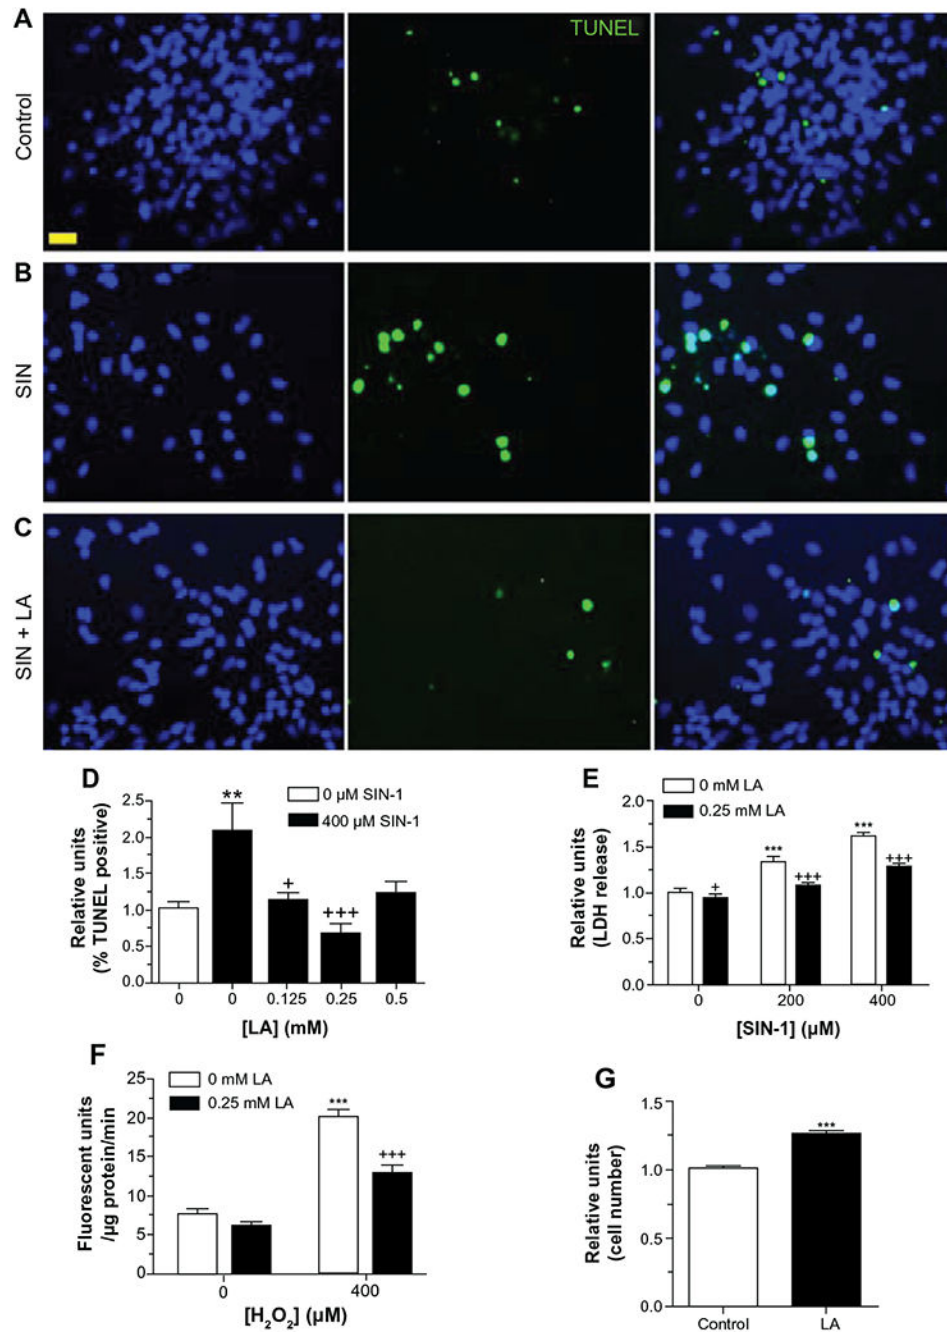 A
TUNEL
Control
B
SIN
C
SIN + LA
D
0 µM SIN-1
400 µM SIN-1
Relative units
(% TUNEL positive)
2.5
2.0
1.5
1.0
0.5
0.0
**
+
+++
0 0 0.125 0.25 0.5
[LA] (mM)
E
0 mM LA
0.25 mM LA
Relative units
(LDH release)
2.0
1.5
1.0
0.5
0.0
+
***
+++
***
+++
0 200 400
[SIN-1] (µM)
F
0 mM LA
0.25 mM LA
Fluorescent units
/µg protein/min
25
20
15
10
5
0
***
+++
0 400
[H₂O₂] (µM)
G
Relative units
(cell number)
1.5
1.0
0.5
0.0
***
Control LA